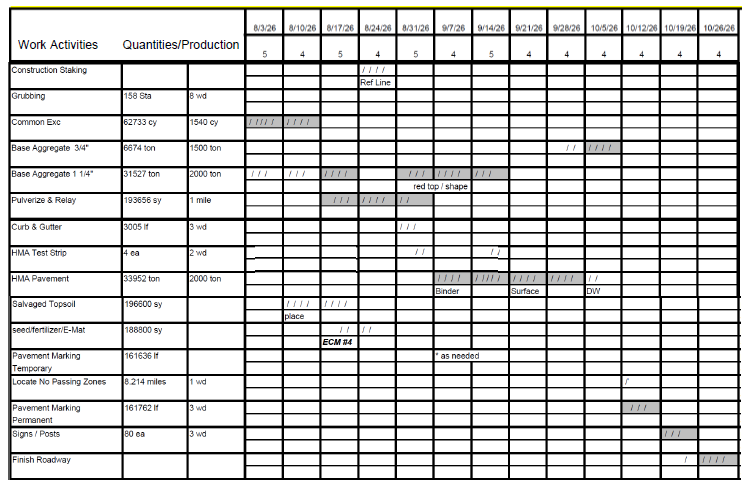 8/3/26 8/10/26 8/17/26 8/24/26 8/31/26 9/7/26 9/14/26 9/21/26 9/28/26 10/5/26 10/12/26 10/19/26 10/26/26
Work Activities Quantities/Production
5 4 5 4 5 4 5 4 4 4 4 4 4
Construction Staking / / / /
Ref Line
Grubbing 158 Sta 8 wd
Common Exc 62733 cy 1540 cy / / / / / / / / /
Base Aggregate 3/4" 6674 ton 1500 ton / / / / / /
Base Aggregate 1 1/4" 31527 ton 2000 ton / / / / / / / / / / / / / / / / / / / /
red top / shape
Pulverize & Relay 193656 sy 1 mile / / / / / / / / /
Curb & Gutter 3005 lf 3 wd / / /
HMA Test Strip 4 ea 2 wd / / / /
HMA Pavement 33952 ton 2000 ton / / / / / / / / / / / / / / / / / / /
Binder Surface DW
Salvaged Topsoil 196600 sy / / / / / / / /
place
seed/fertilizer/E-Mat 188800 sy / / / /
ECM #4
Pavement Marking 161636 lf * as needed
Temporary
Locate No Passing Zones 8.214 miles 1 wd /
Pavement Marking 161762 lf 3 wd / / /
Permanent
Signs / Posts 80 ea 3 wd / / /
Finish Roadway / / / / /